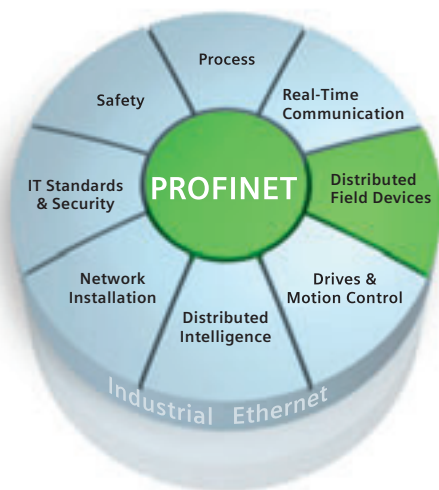 Process
Real-Time
Communication
Distributed
Field Devices
Drives &
Motion Control
Distributed
Intelligence
Network
Installation
IT Standards
& Security
Safety
PROFINET
Industrial Ethernet